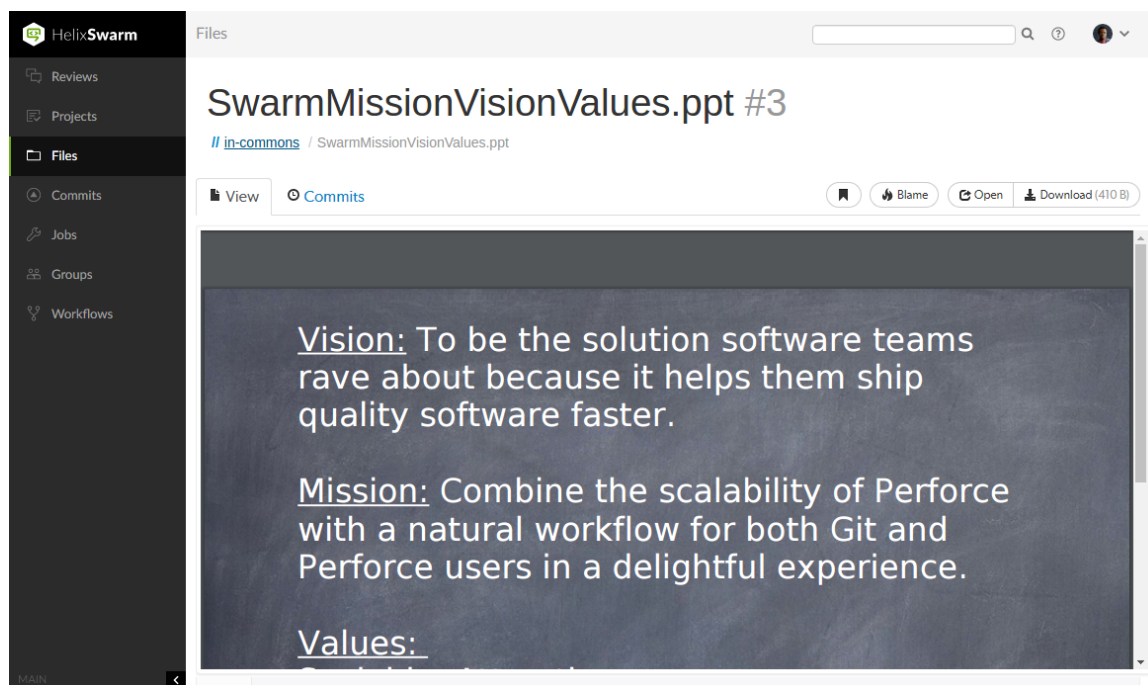 HelixSwarm
Files
Reviews
Projects
Files
Commits
Jobs
Groups
Workflows
MAIN
SwarmMissionVisionValues.ppt #3
// in-commons / SwarmMissionVisionValues.ppt
View
Commits
Blame
Open
Download (410 B)
Vision: To be the solution software teams
rave about because it helps them ship
quality software faster.
Mission: Combine the scalability of Perforce
with a natural workflow for both Git and
Perforce users in a delightful experience.
Values: